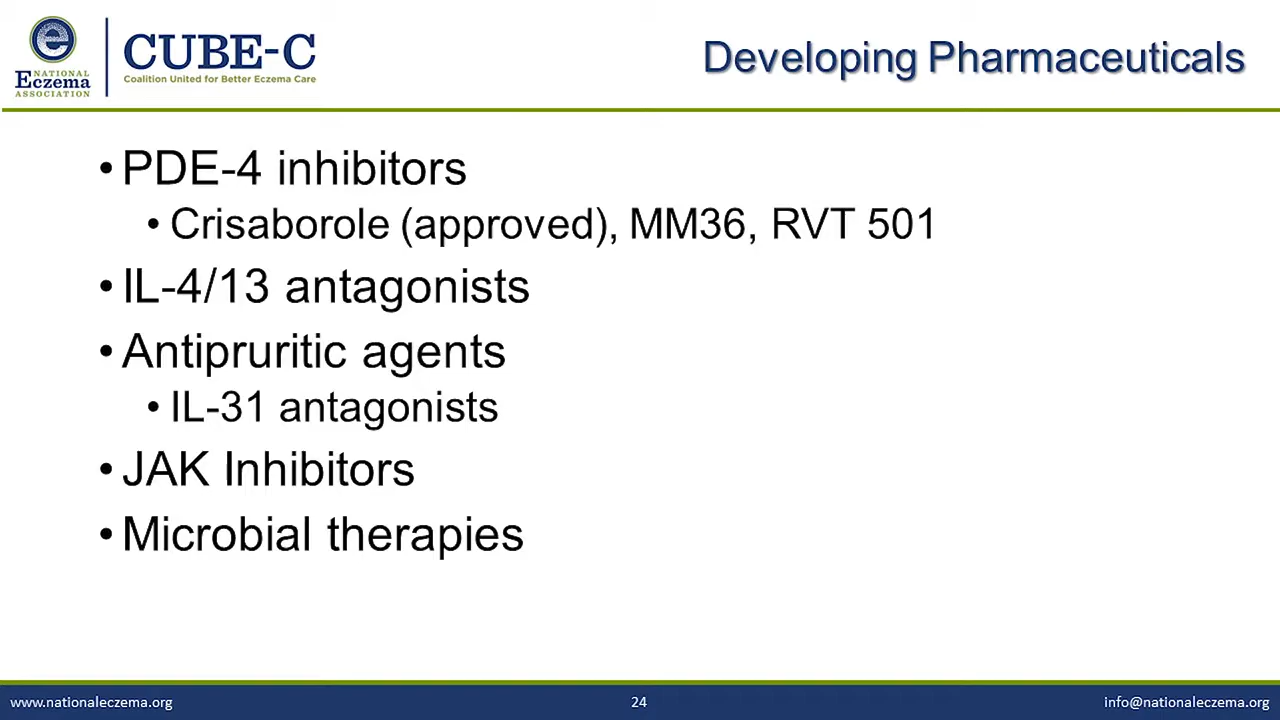 e
NATIONAL
Eczema
ASSOCIATION
CUBE-C
Coalition United for Better Eczema Care
Developing Pharmaceuticals
• PDE-4 inhibitors
• Crisaborole (approved), MM36, RVT 501
• IL-4/13 antagonists
• Antipruritic agents
• IL-31 antagonists
• JAK Inhibitors
• Microbial therapies
www.nationaleczema.org
24
info@nationaleczema.org